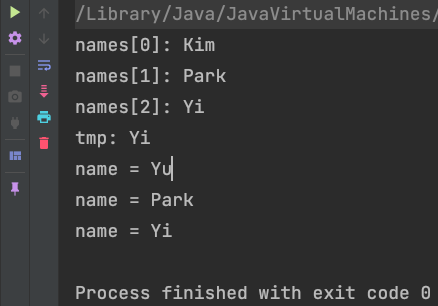 /Library/Java/JavaVirtualMachines/
names[0]: Kim
names[1]: Park
names[2]: Yi
tmp: Yi
name = Yu
name = Park
name = Yi
Process finished with exit code 0